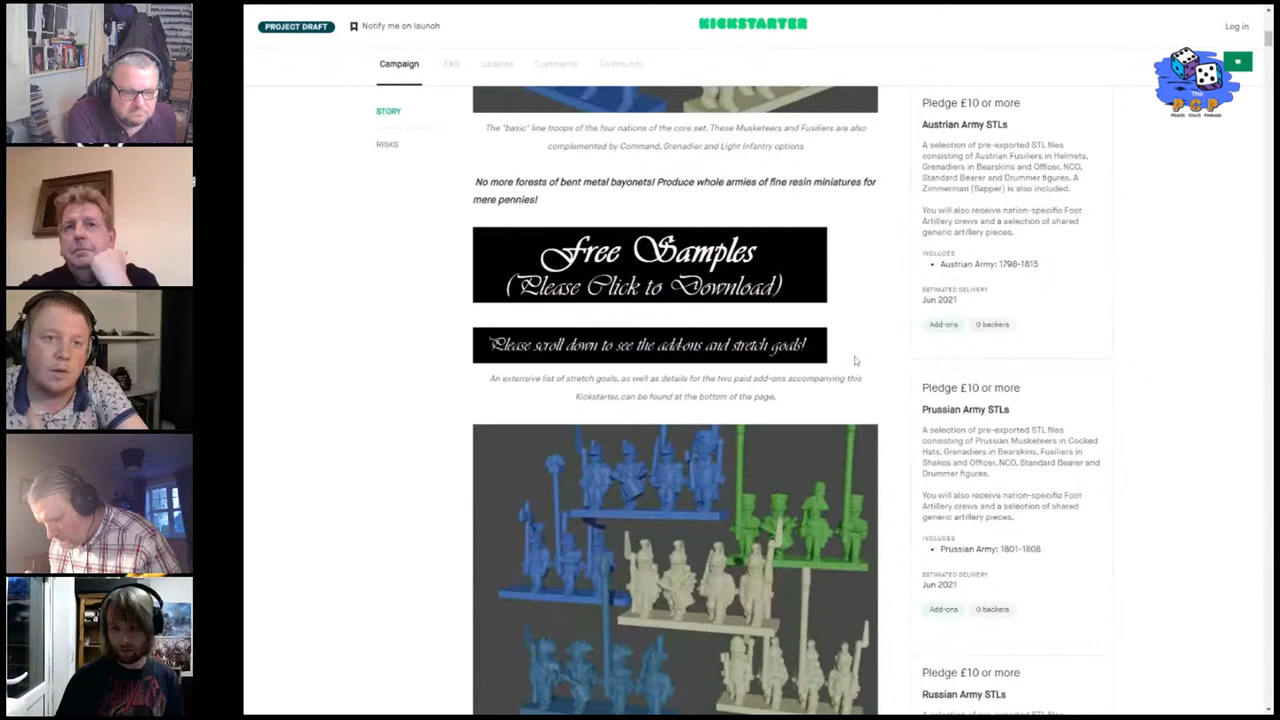 PROJECT DRAFT
Notify me on launch
KICKSTARTER
Log in
Campaign
FAQ
Updates
Comments
Community
The
PCP
STORY
RISKS
The "basic" line troops of the four nations of the core set. These Musketeers and Fusiliers are also
complemented by Command, Grenadier and Light Infantry options
No more forests of bent metal bayonets! Produce whole armies of fine resin miniatures for
mere pennies!
Free Samples
(Please Click to Download)
Please scroll down to see the add-ons and stretch goals!
An extensive list of stretch goals, as well as details for the two paid add-ons accompanying this
Kickstarter, can be found at the bottom of the page.
Pledge £10 or more
Austrian Army STLs
A selection of pre-exported STL files
consisting of Austrian Fusiliers in Helmets,
Grenadiers in Bearskins and Officer, NCO,
Standard Bearer and Drummer figures. A
Zimmerman (Sapper) is also included.
You will also receive nation-specific Foot
Artillery crews and a selection of shared
generic artillery pieces.
INCLUDES
• Austrian Army: 1798-1815
ESTIMATED DELIVERY
Jun 2021
Add-ons
0 backers
Pledge £10 or more
Prussian Army STLs
A selection of pre-exported STL files
consisting of Prussian Musketeers in Cocked
Hats, Grenadiers in Bearskins, Fusiliers in
Shakos and Officer, NCO, Standard Bearer and
Drummer figures.
You will also receive nation-specific Foot
Artillery crews and a selection of shared
generic artillery pieces.
INCLUDES
• Prussian Army: 1801-1808
ESTIMATED DELIVERY
Jun 2021
Add-ons
0 backers
Pledge £10 or more
Russian Army STLs